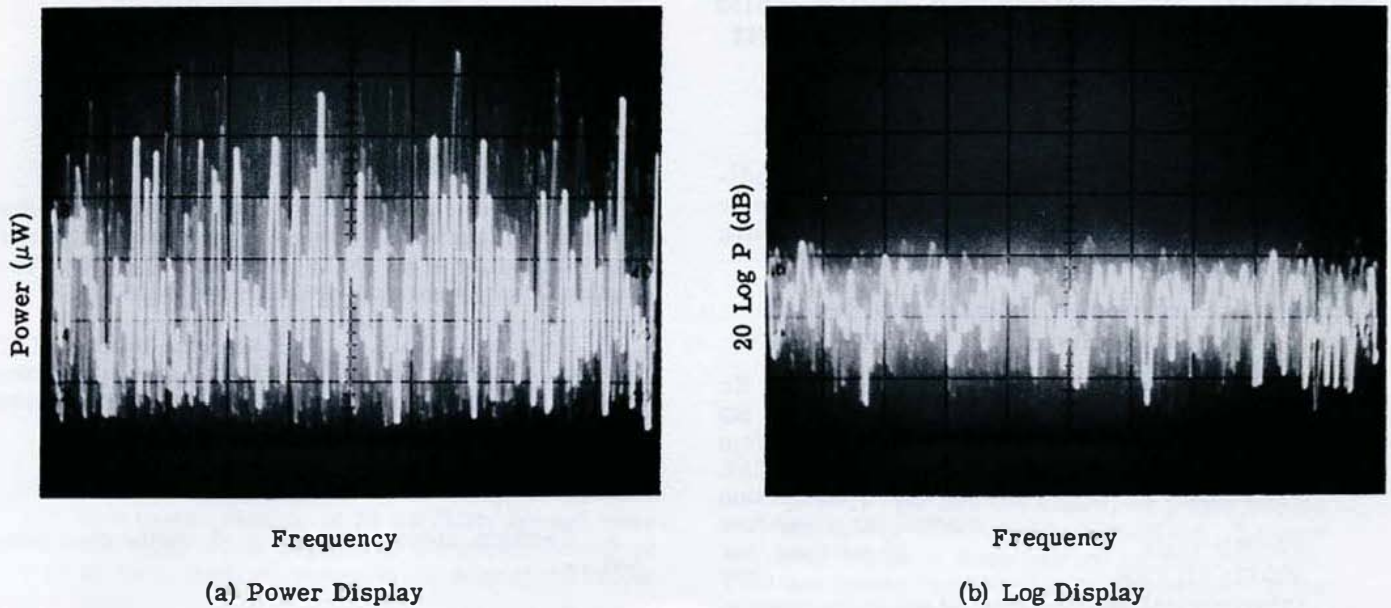 Power (μW)
Frequency
(a) Power Display
20 Log P (dB)
Frequency
(b) Log Display